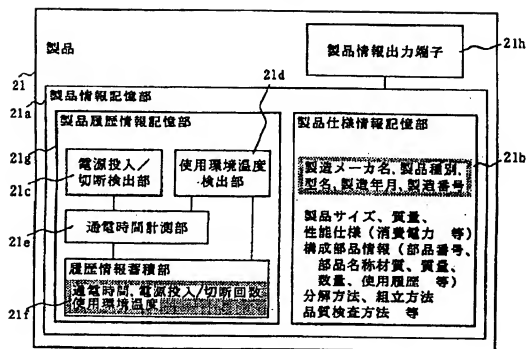 製品
製品情報出力端子
21h
21
21a
製品情報記憶部
21d
製品履歴情報記憶部
21g
電源投入/
切断検出部
21c
使用環境温度
検出部
通電時間計測部
21e
履歴情報蓄積部
通電時間、電源投入/切断回数
使用環境温度
21f
製品仕様情報記憶部
製造メーカ名、製品種別、
型名、製造年月、製造番号
21b
製品サイズ、質量、
性能仕様(消費電力 等)
構成部品情報(部品番号、
部品名称材質、質量、
数量、使用履歴 等)
分解方法、組立方法
品質検査方法 等